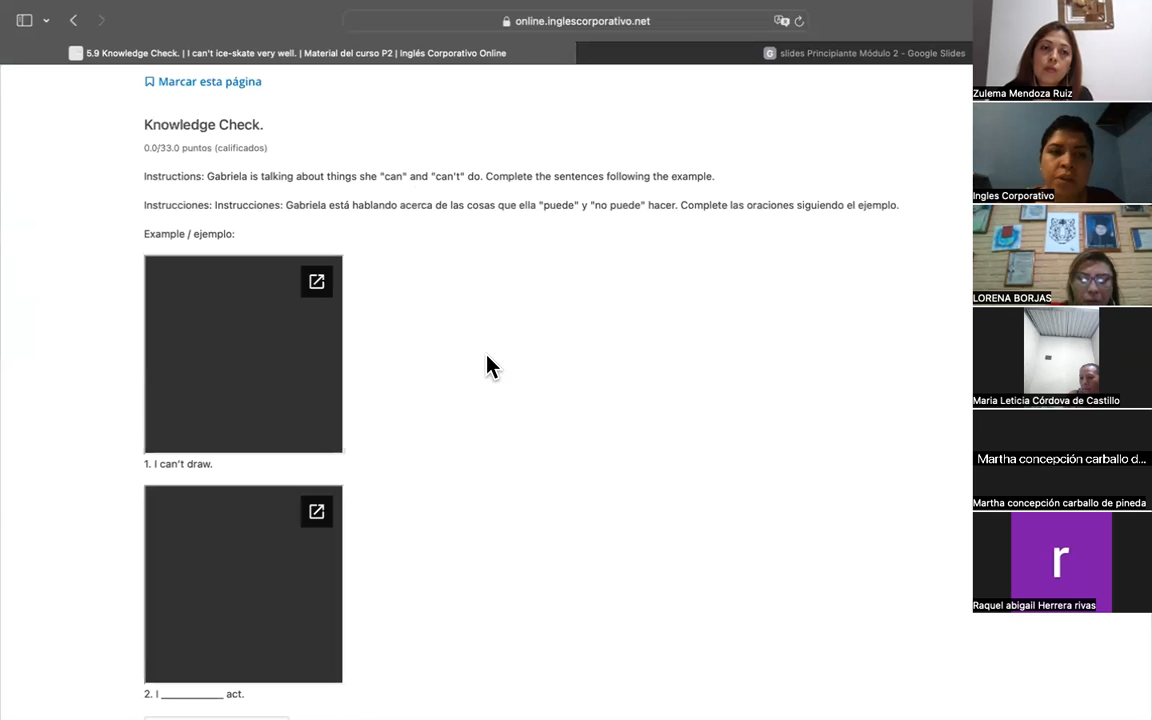 online.inglescorporativo.net
5.9 Knowledge Check. | I can't ice-skate very well. | Material del curso P2 | Inglés Corporativo Online
G slides Principiante Módulo 2 - Google Slides
Marcar esta página
Knowledge Check.
0.0/33.0 puntos (calificados)
Instructions: Gabriela is talking about things she "can" and "can't" do. Complete the sentences following the example.
Instrucciones: Instrucciones: Gabriela está hablando acerca de las cosas que ella "puede" y "no puede" hacer. Complete las oraciones siguiendo el ejemplo.
Example / ejemplo:
1. I can't draw.
2. I ____________ act.
Zulema Mendoza Ruiz
Ingles Corporativo
LORENA BORJAS
Maria Leticia Córdova de Castillo
Martha concepción carballo d...
Martha concepción carballo de pineda
r
Raquel abigail Herrera rivas